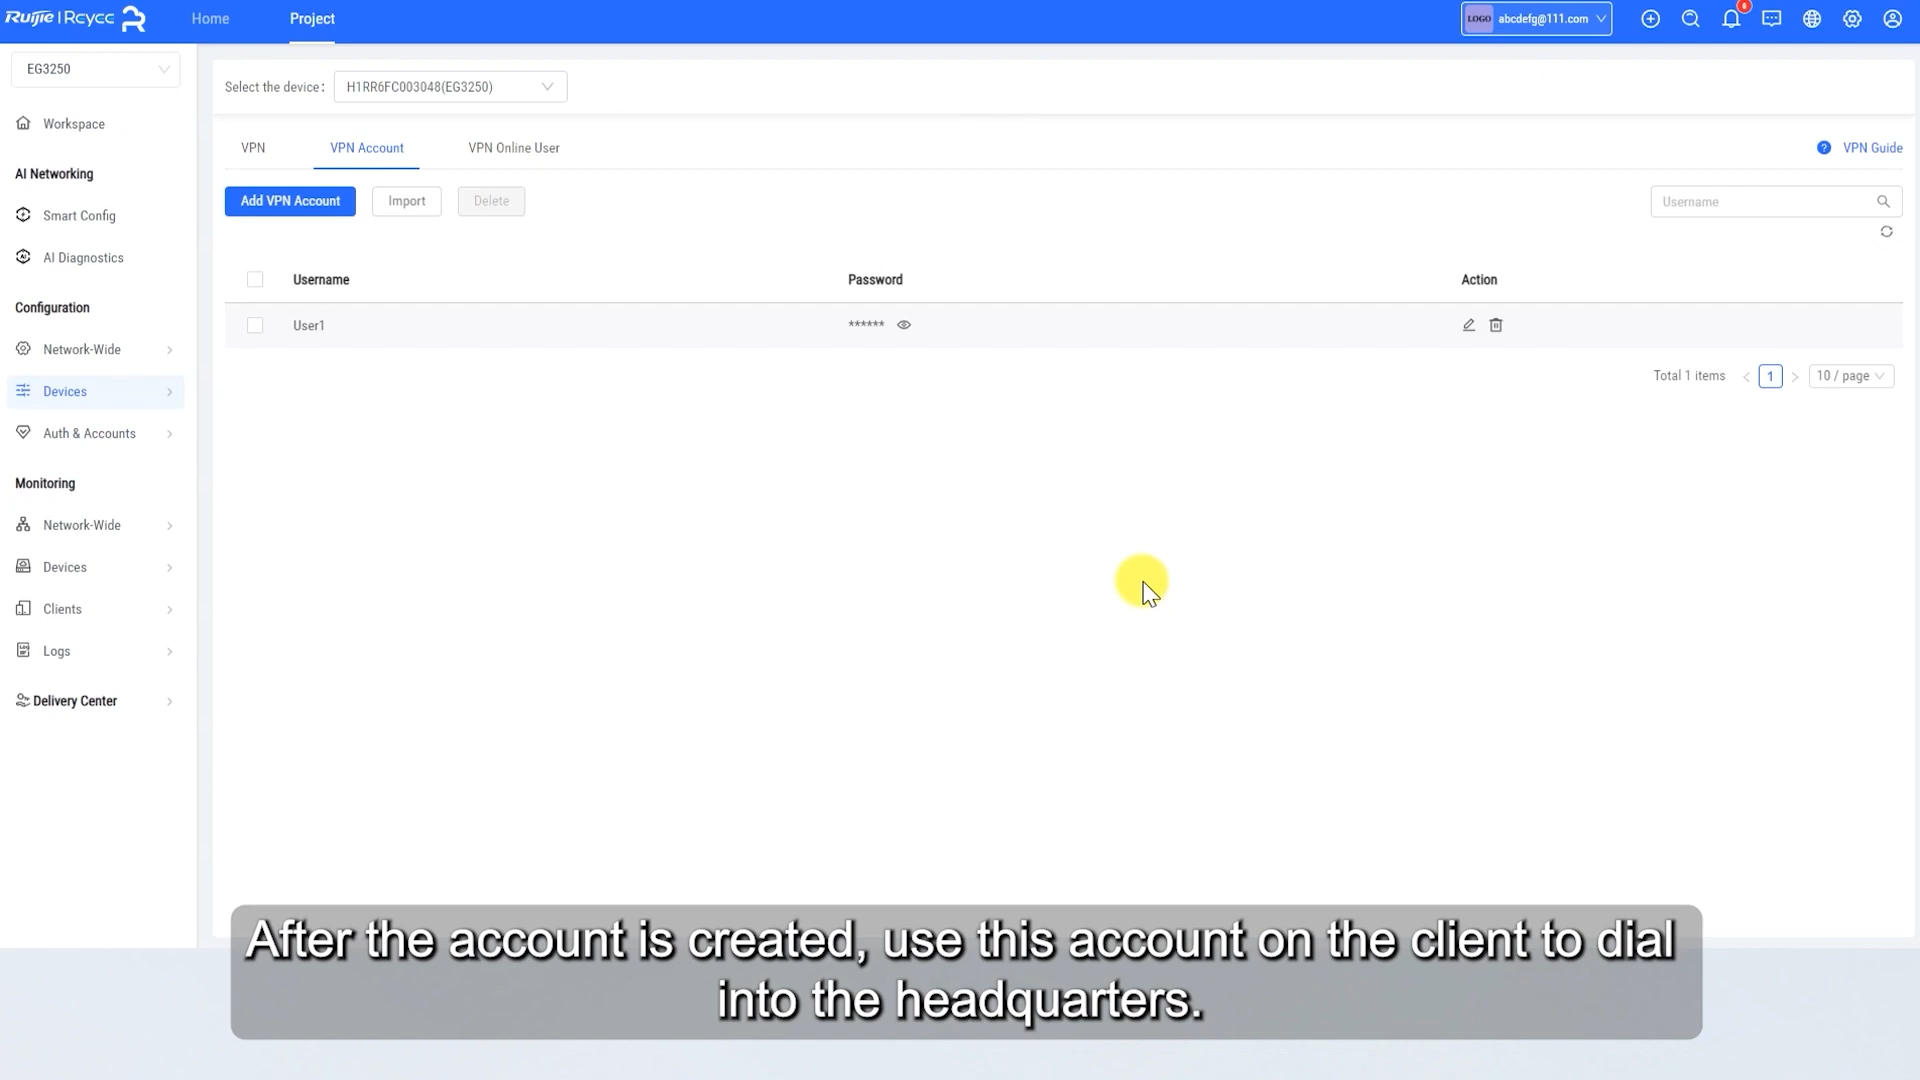 Ruijie | Rcycc
Home
Project
LOGO
abcdefg@111.com
6
EG3250
Select the device:
H1RR6FC003048(EG3250)
Workspace
VPN
VPN Account
VPN Online User
VPN Guide
AI Networking
Add VPN Account
Import
Delete
Username
Smart Config
AI Diagnostics
Username
Password
Action
Configuration
User1
******
Network-Wide
Total 1 items
1
10 / page
Devices
Auth & Accounts
Monitoring
Network-Wide
Devices
Clients
Logs
Delivery Center
After the account is created, use this account on the client to dial
into the headquarters.